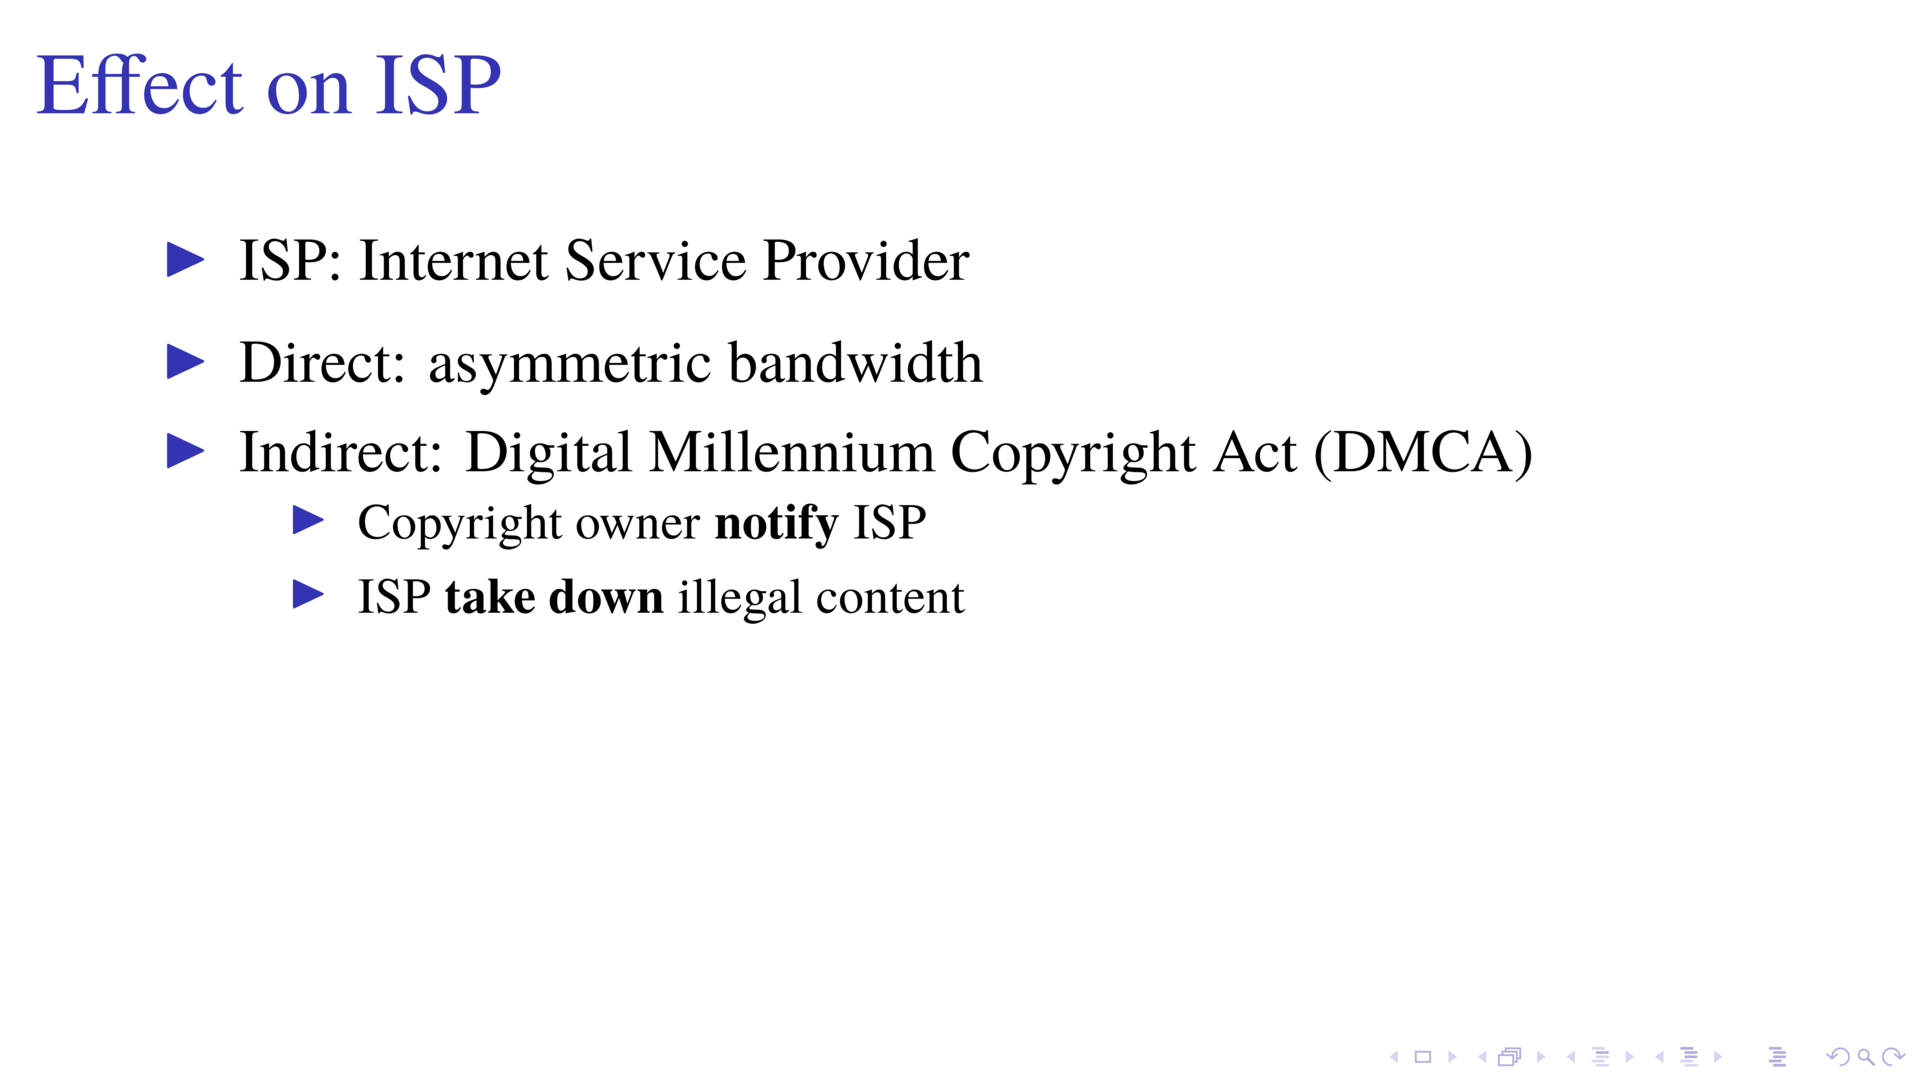 Effect on ISP
ISP: Internet Service Provider
Direct: asymmetric bandwidth
Indirect: Digital Millennium Copyright Act (DMCA)
Copyright owner notify ISP
ISP take down illegal content